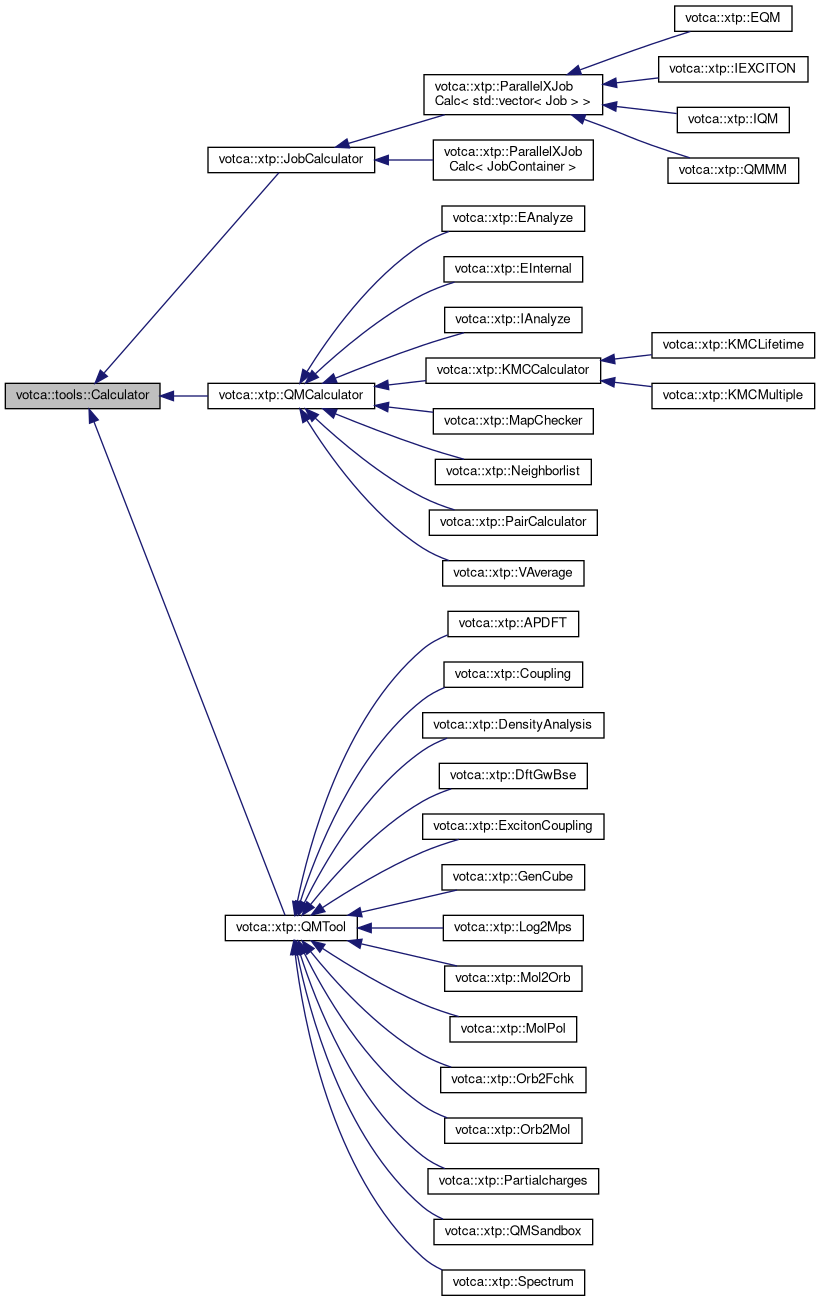 votca::xtp::EQM
votca::xtp::IEXCITON
votca::xtp::ParallelXJob
Calc< std::vector< Job > >
votca::xtp::IQM
votca::xtp::QMMM
votca::xtp::JobCalculator
votca::xtp::ParallelXJob
Calc< JobContainer >
votca::xtp::EAnalyze
votca::xtp::EInternal
votca::xtp::IAnalyze
votca::xtp::KMCLifetime
votca::xtp::KMCCalculator
votca::tools::Calculator
votca::xtp::QMCalculator
votca::xtp::KMCMultiple
votca::xtp::MapChecker
votca::xtp::Neighborlist
votca::xtp::PairCalculator
votca::xtp::VAverage
votca::xtp::APDFT
votca::xtp::Coupling
votca::xtp::DensityAnalysis
votca::xtp::DftGwBse
votca::xtp::ExcitonCoupling
votca::xtp::GenCube
votca::xtp::QMTool
votca::xtp::Log2Mps
votca::xtp::Mol2Orb
votca::xtp::MolPol
votca::xtp::Orb2Fchk
votca::xtp::Orb2Mol
votca::xtp::Partialcharges
votca::xtp::QMSandbox
votca::xtp::Spectrum